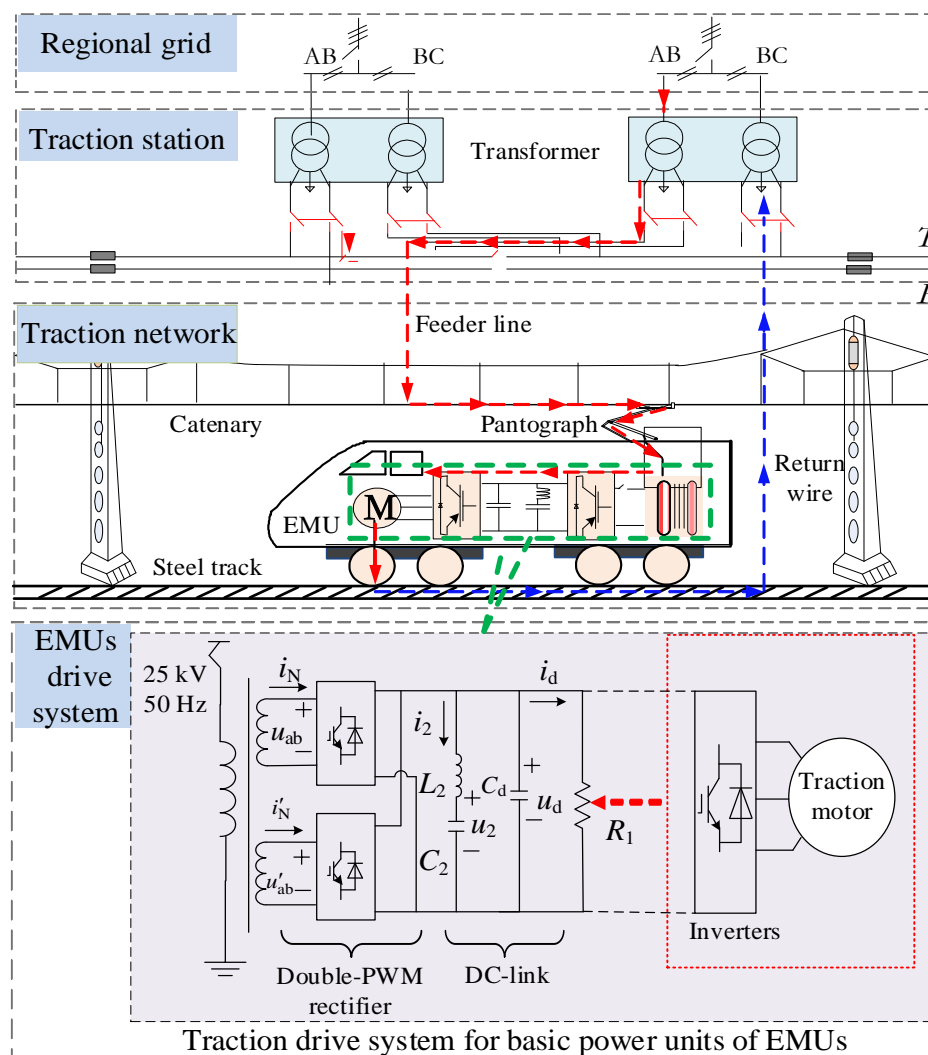 Regional grid
AB
BC
AB
BC
Traction station
Transformer
T
Traction network
Feeder line
Catenary
Pantograph
Return
wire
EMU
M
Steel track
EMUs
drive
system
25 kV
50 Hz
i_N
u_ab
+
−
i′_N
u′_ab
+
−
i_2
L_2
C_2
+
u_2
−
C_d
i_d
+
u_d
−
R_1
Traction
motor
Inverters
Double-PWM
rectifier
DC-link
Traction drive system for basic power units of EMUs